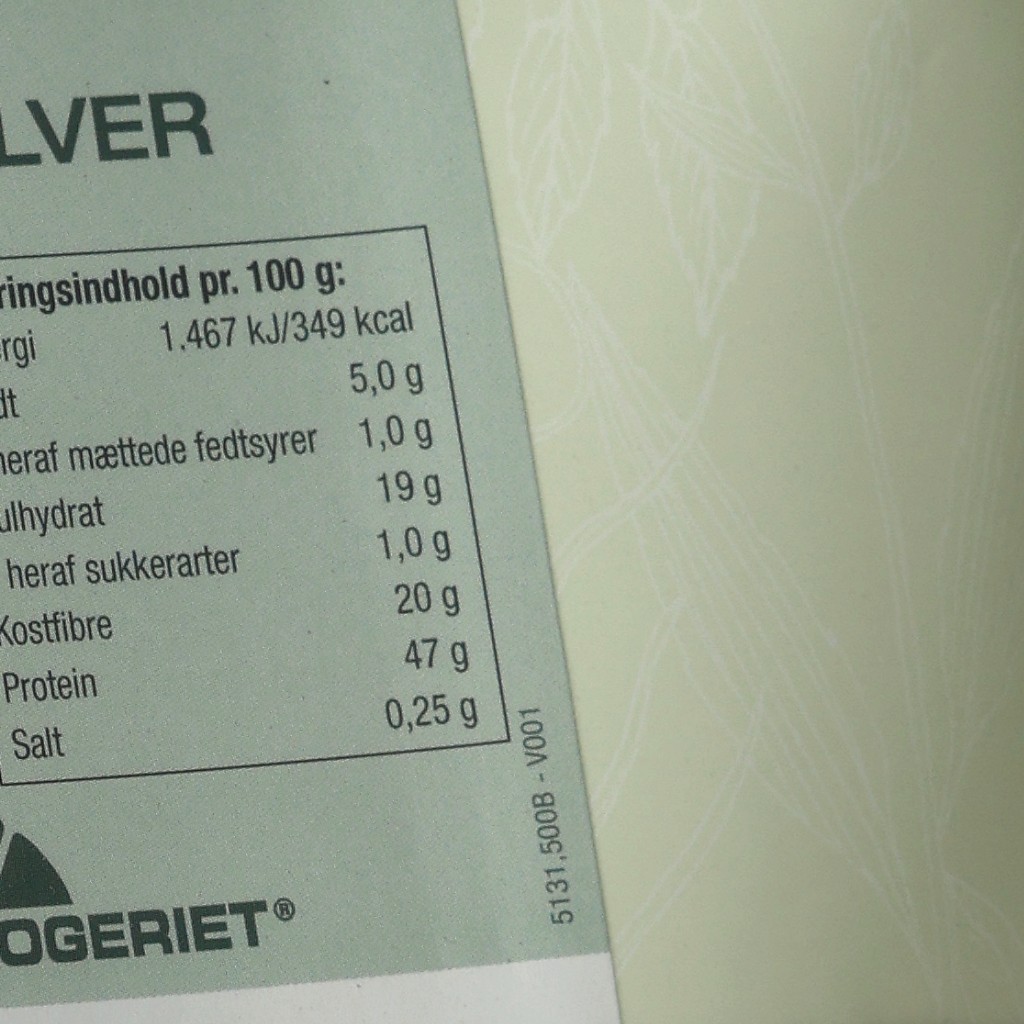 LVER
ringsindhold pr. 100 g:
rgi 1.467 kJ/349 kcal
dt 5,0 g
heraf mættede fedtsyrer 1,0 g
ulhydrat 19 g
heraf sukkerarter 1,0 g
Kostfibre 20 g
Protein 47 g
Salt 0,25 g
5131,500B - V001
OGERIET®